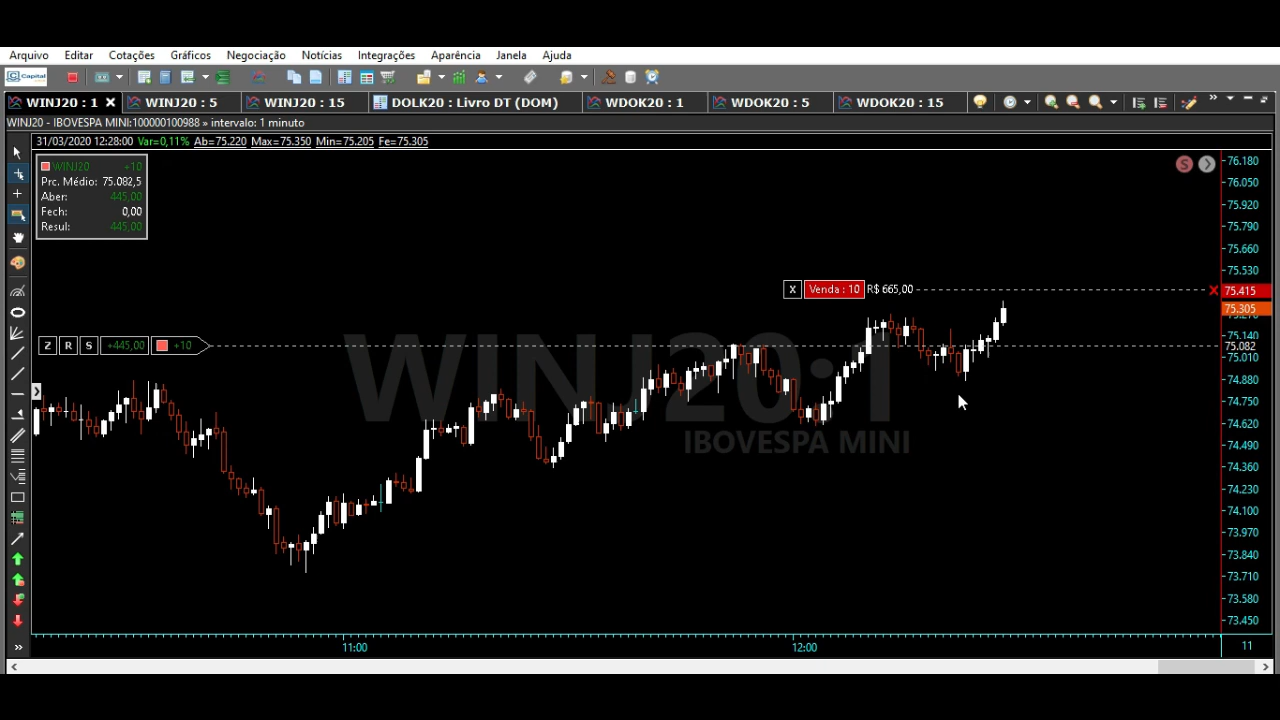 Arquivo Editar Cotações Gráficos Negociação Notícias Integrações Aparência Janela Ajuda
Capital
WINJ20 : 1 WINJ20 : 5 WINJ20 : 15 DOLK20 : Livro DT (DOM) WDOK20 : 1 WDOK20 : 5 WDOK20 : 15
WINJ20 - IBOVESPA MINI:100000100988 » intervalo: 1 minuto
31/03/2020 12:28:00 Var=0,11% Ab=75.220 Max=75.350 Min=75.205 Fe=75.305
WINJ20 +10
Prc. Médio: 75.082,5
Aber: 445,00
Fech: 0,00
Resul: 445,00
S
76.180
76.050
75.920
75.790
75.660
75.530
X Venda : 10 R$ 665,00 75.415
75.305
75.270
75.140
Z R S +445,00 +10 75.082
75.010
74.880
74.750
74.620
74.490
74.360
74.230
74.100
73.970
73.840
73.710
73.580
73.450
WINJ20:1
IBOVESPA MINI
11:00 12:00 11